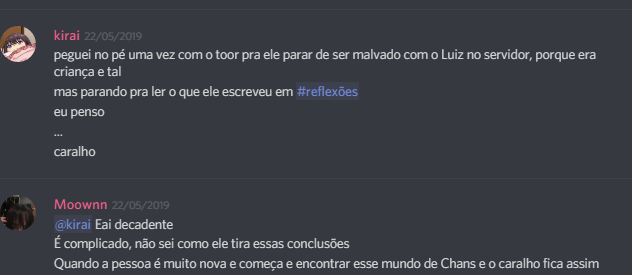 kirai 22/05/2019
peguei no pé uma vez com o toor pra ele parar de ser malvado com o Luiz no servidor, porque era
criança e tal
mas parando pra ler o que ele escreveu em #reflexões
eu penso
...
caralho
Moownn 22/05/2019
@kirai Eai decadente
É complicado, não sei como ele tira essas conclusões
Quando a pessoa é muito nova e começa e encontrar esse mundo de Chans e o caralho fica assim